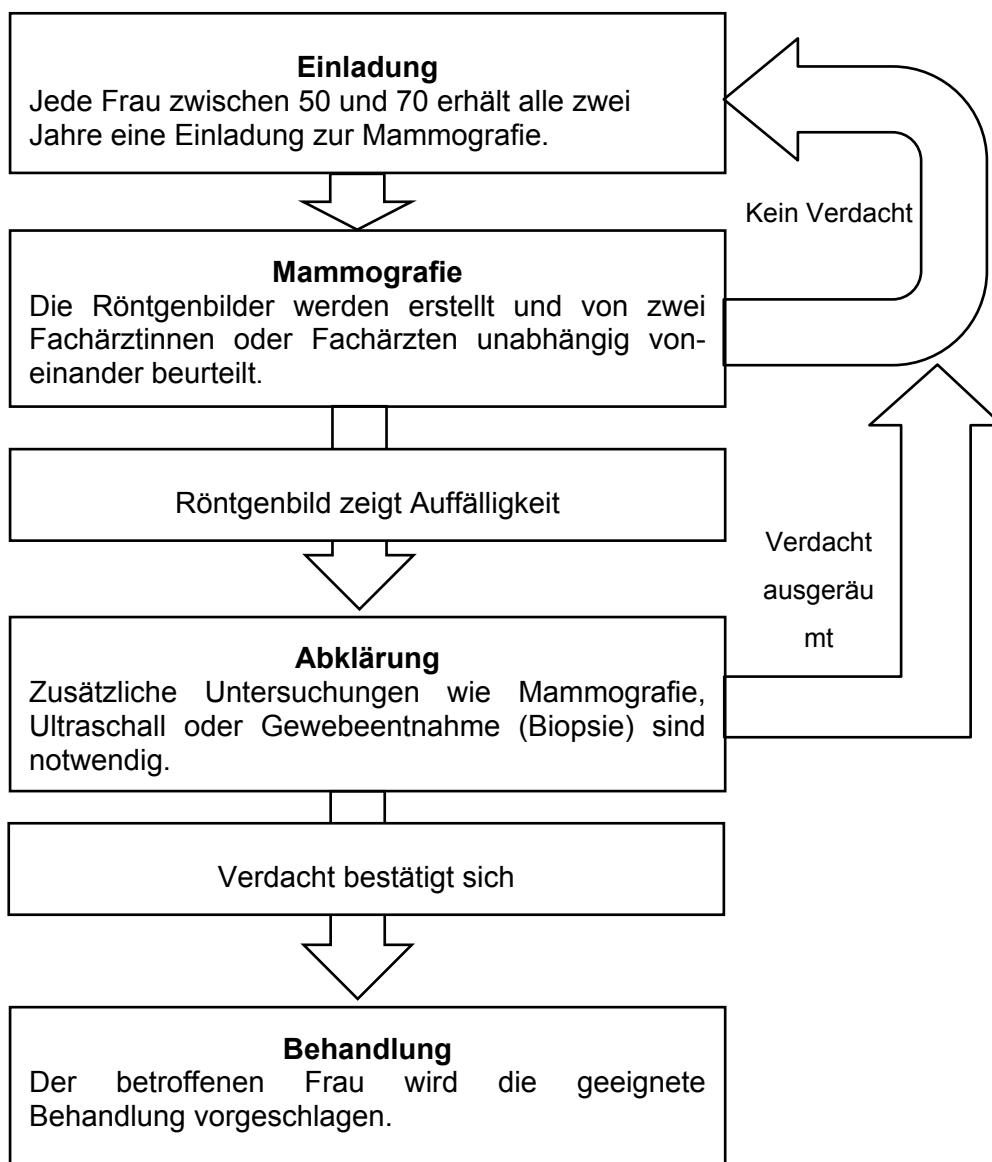 Einladung
Jede Frau zwischen 50 und 70 erhält alle zwei
Jahre eine Einladung zur Mammografie.
Kein Verdacht
Mammografie
Die Röntgenbilder werden erstellt und von zwei
Fachärztinnen oder Fachärzten unabhängig von-
einander beurteilt.
Röntgenbild zeigt Auffälligkeit
Verdacht
ausgeräu
mt
Abklärung
Zusätzliche Untersuchungen wie Mammografie,
Ultraschall oder Gewebeentnahme (Biopsie) sind
notwendig.
Verdacht bestätigt sich
Behandlung
Der betroffenen Frau wird die geeignete
Behandlung vorgeschlagen.